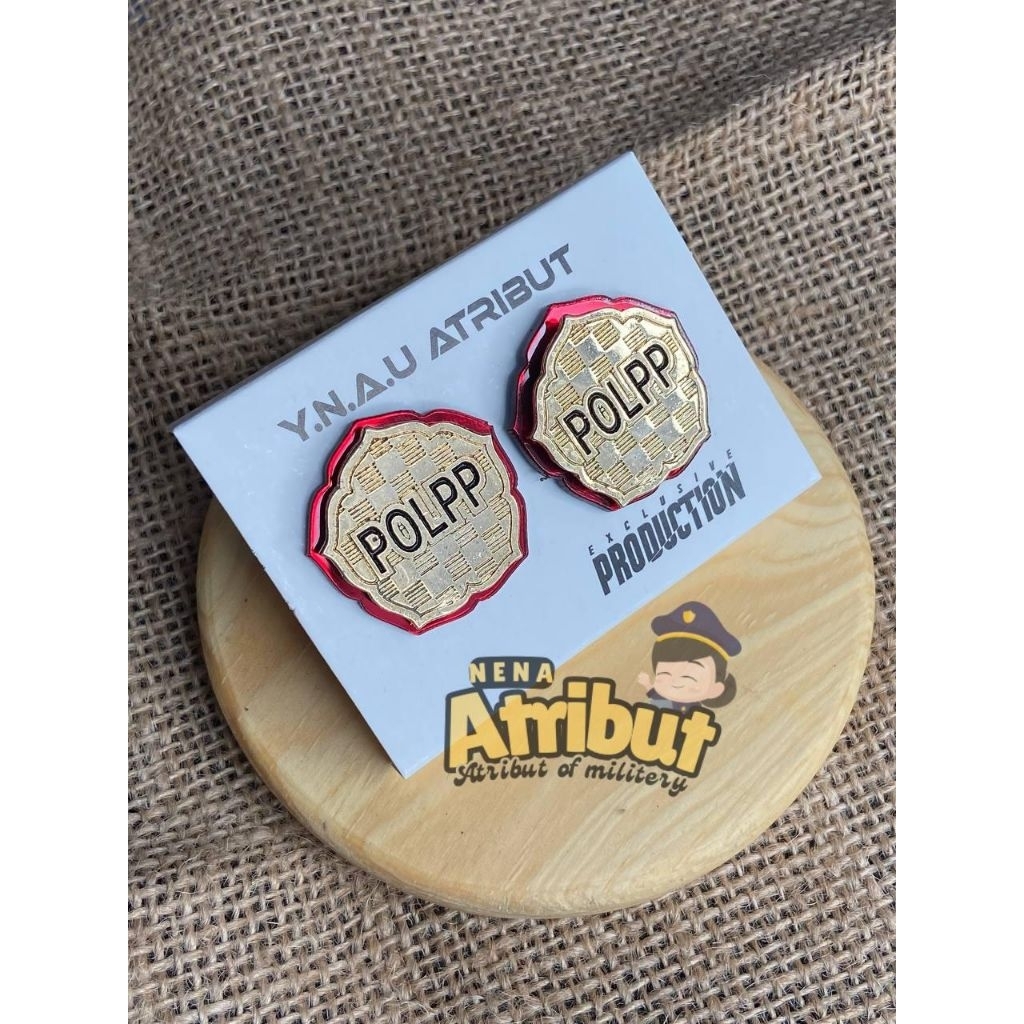 Y.N.A.U ATRIBUT
POLPP
POLPP
EXCLUSIVE
PRODUCTION
NENA
Atribut
Atribut of militery